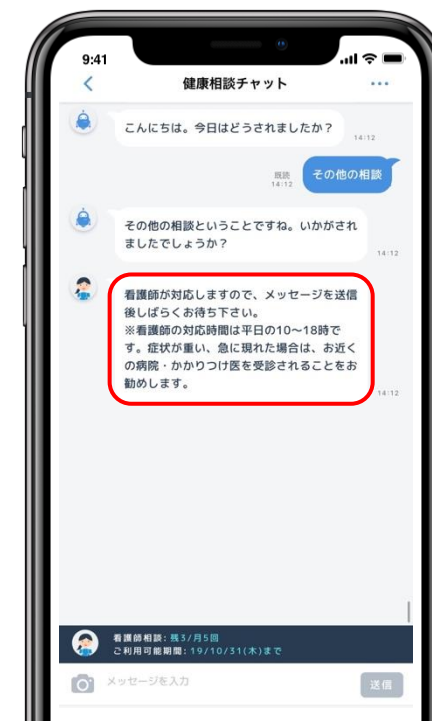 9:41
健康相談チャット
こんにちは。今日はどうされましたか？
14:12
既読
14:12
その他の相談
その他の相談ということですね。いかがされ
ましたでしょうか？
14:12
看護師が対応しますので、メッセージを送信
後しばらくお待ち下さい。
※看護師の対応時間は平日の10〜18時で
す。症状が重い、急に現れた場合は、お近く
の病院・かかりつけ医を受診されることをお
勧めします。
14:12
看護師相談: 残3/月5回
ご利用可能期間: 19/10/31(木)まで
メッセージを入力
送信